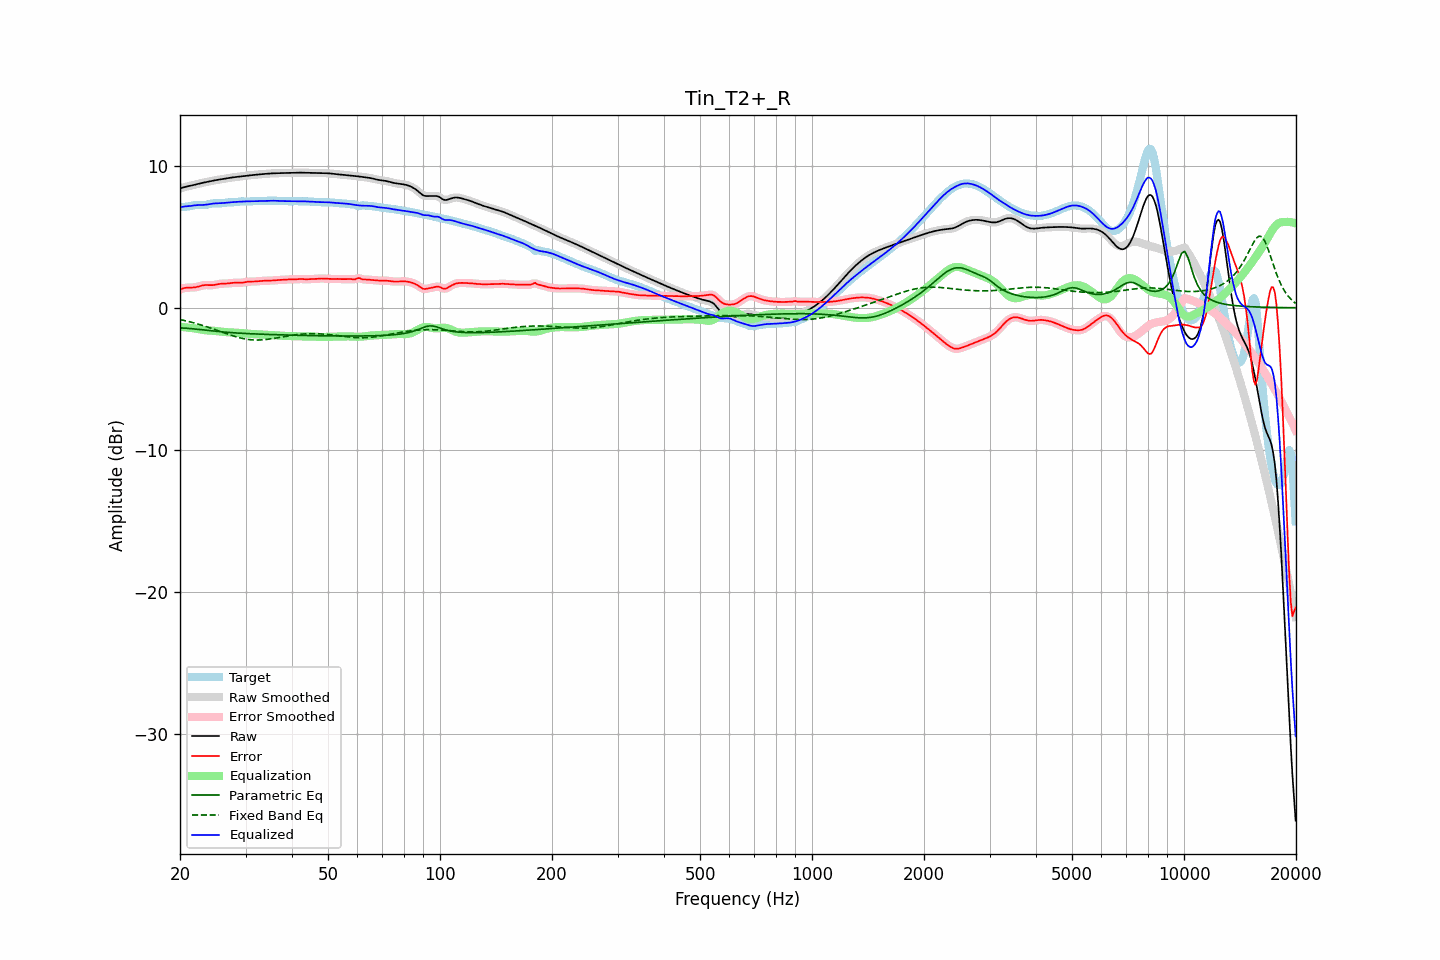 Tin_T2+_R
10
0
−10
−20
−30
Amplitude (dBr)
Target
Raw Smoothed
Error Smoothed
Raw
Error
Equalization
Parametric Eq
Fixed Band Eq
Equalized
20 50 100 200 500 1000 2000 5000 10000 20000
Frequency (Hz)